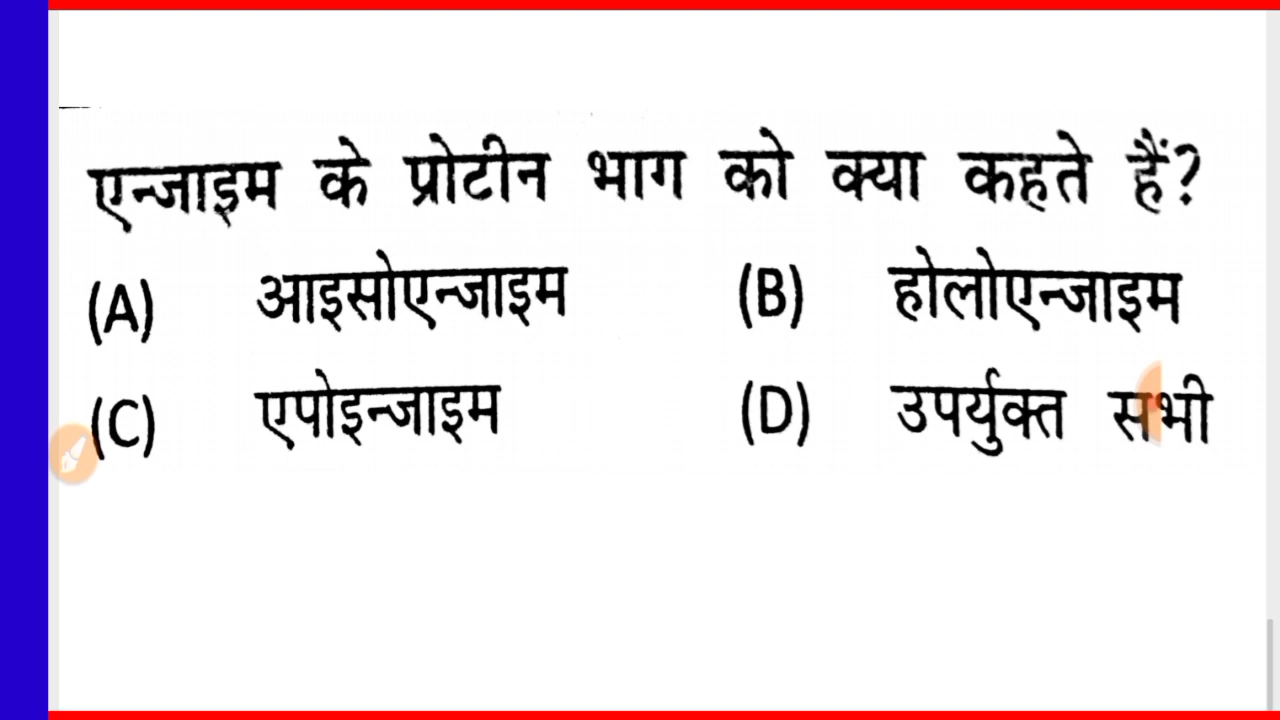 एन्जाइम के प्रोटीन भाग को क्या कहते हैं?
(A) आइसोएन्जाइम (B) होलोएन्जाइम
(C) एपोइन्जाइम (D) उपर्युक्त सभी